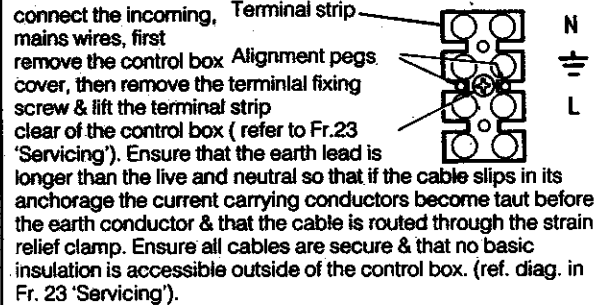 connect the incoming, Terminal strip
mains wires, first
remove the control box Alignment pegs
cover, then remove the terminlal fixing
screw & lift the terminal strip
clear of the control box ( refer to Fr.23
'Servicing'). Ensure that the earth lead is
longer than the live and neutral so that if the cable slips in its
anchorage the current carrying conductors become taut before
the earth conductor & that the cable is routed through the strain
relief clamp. Ensure all cables are secure & that no basic
insulation is accessible outside of the control box. (ref. diag. in
Fr. 23 'Servicing').
N
L